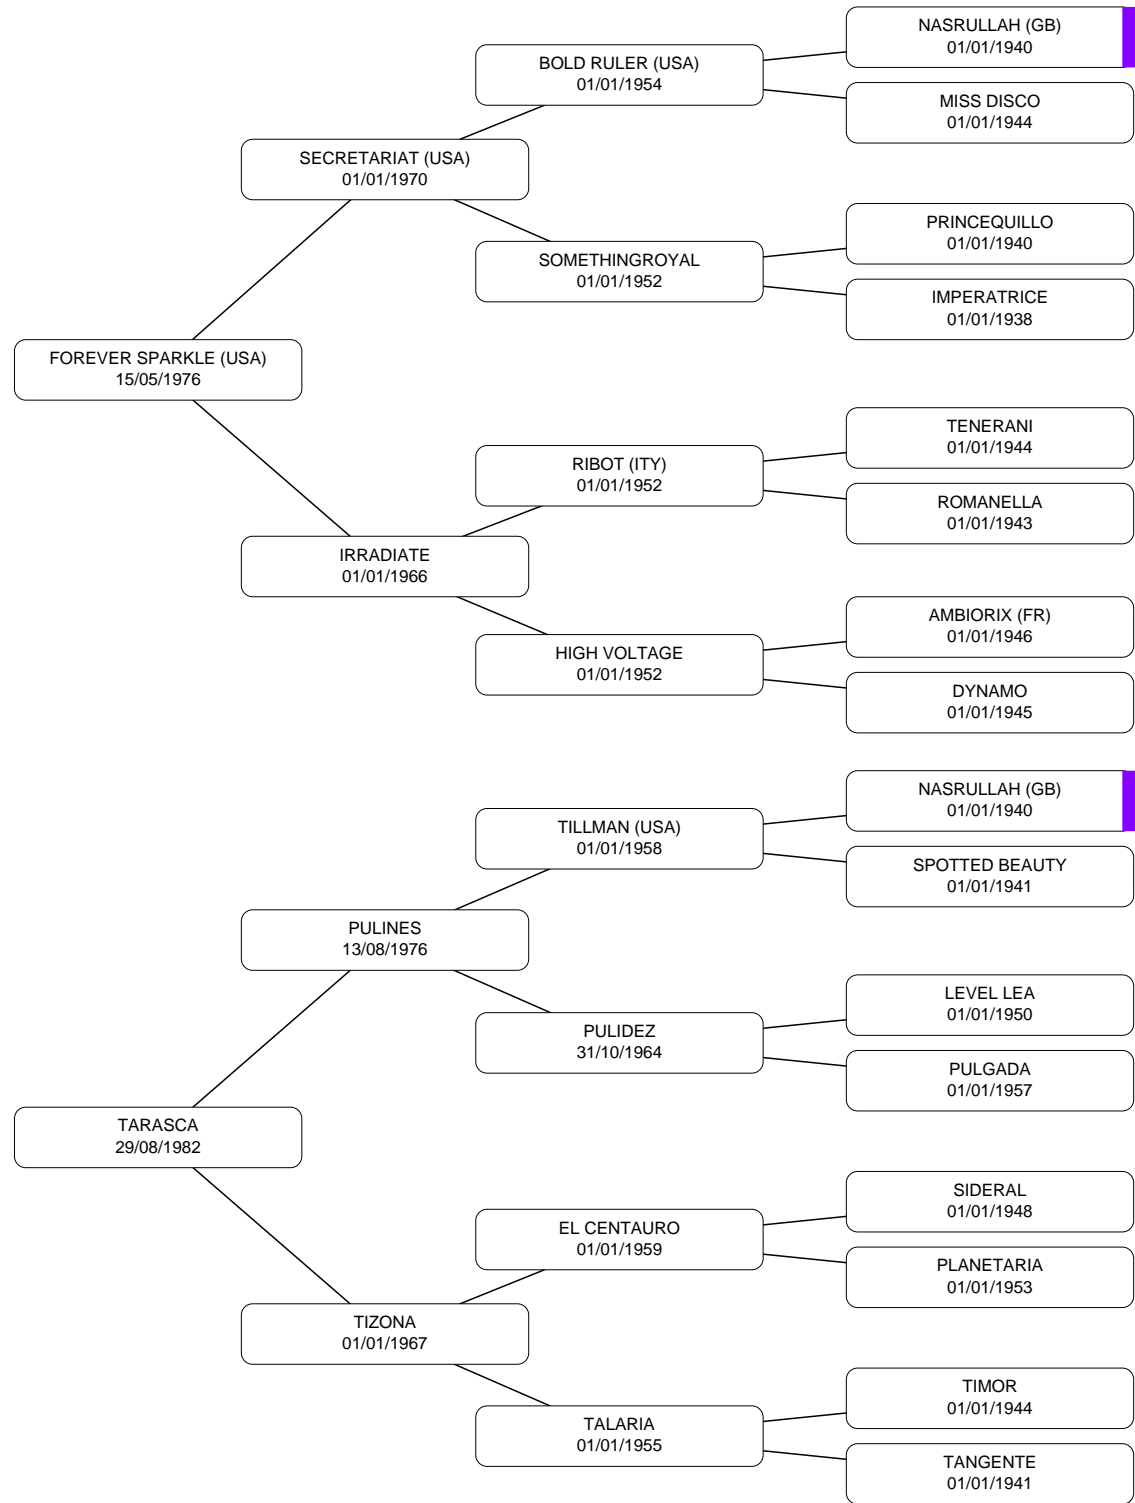 NASRULLAH (GB)
01/01/1940
BOLD RULER (USA)
01/01/1954
MISS DISCO
01/01/1944
SECRETARIAT (USA)
01/01/1970
PRINCEQUILLO
01/01/1940
SOMETHINGROYAL
01/01/1952
IMPERATRICE
01/01/1938
FOREVER SPARKLE (USA)
15/05/1976
TENERANI
01/01/1944
RIBOT (ITY)
01/01/1952
ROMANELLA
01/01/1943
IRRADIATE
01/01/1966
AMBIORIX (FR)
01/01/1946
HIGH VOLTAGE
01/01/1952
DYNAMO
01/01/1945
NASRULLAH (GB)
01/01/1940
TILLMAN (USA)
01/01/1958
SPOTTED BEAUTY
01/01/1941
PULINES
13/08/1976
LEVEL LEA
01/01/1950
PULIDEZ
31/10/1964
PULGADA
01/01/1957
TARASCA
29/08/1982
SIDERAL
01/01/1948
EL CENTAURO
01/01/1959
PLANETARIA
01/01/1953
TIZONA
01/01/1967
TIMOR
01/01/1944
TALARIA
01/01/1955
TANGENTE
01/01/1941